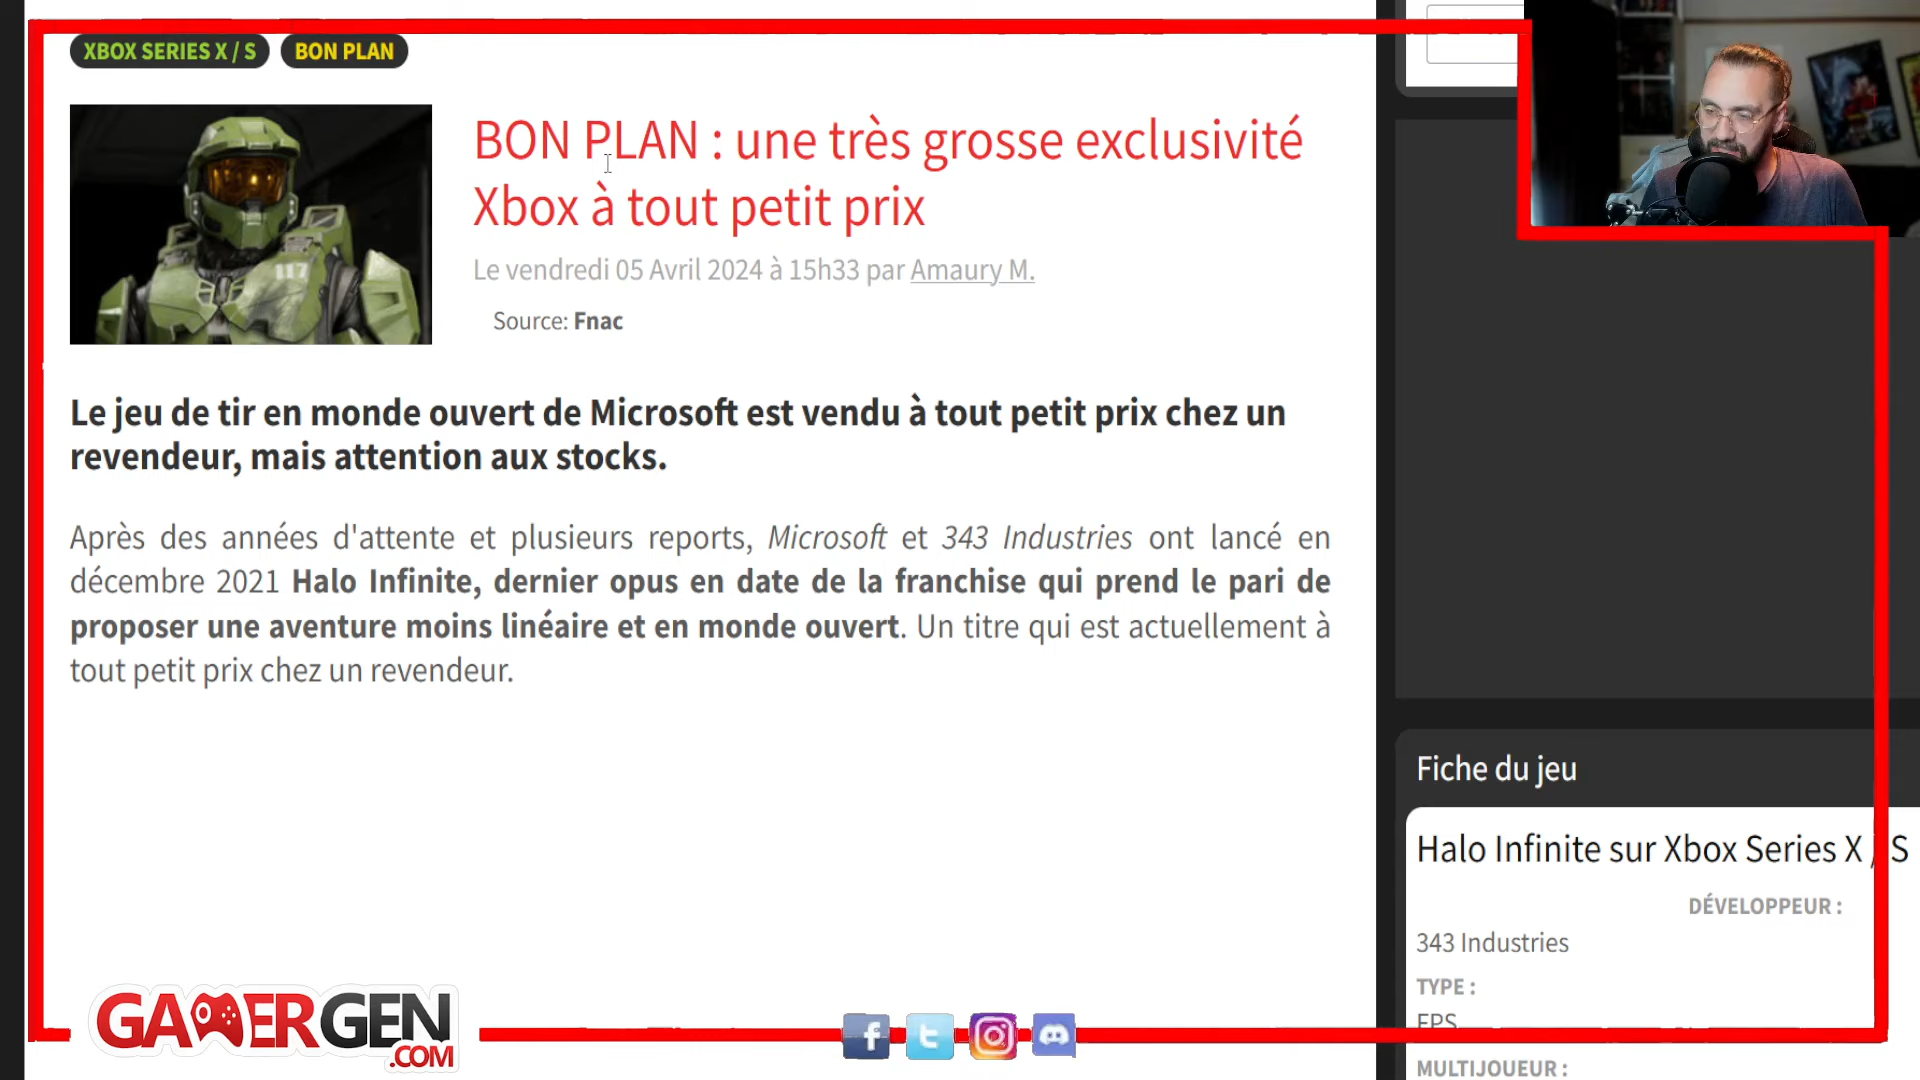 XBOX SERIES X / S
BON PLAN
BON PLAN : une très grosse exclusivité
Xbox à tout petit prix
Le vendredi 05 Avril 2024 à 15h33 par Amaury M.
Source: Fnac
117
Le jeu de tir en monde ouvert de Microsoft est vendu à tout petit prix chez un
revendeur, mais attention aux stocks.
Après des années d'attente et plusieurs reports, Microsoft et 343 Industries ont lancé en
décembre 2021 Halo Infinite, dernier opus en date de la franchise qui prend le pari de
proposer une aventure moins linéaire et en monde ouvert. Un titre qui est actuellement à
tout petit prix chez un revendeur.
Fiche du jeu
Halo Infinite sur Xbox Series X / S
DÉVELOPPEUR :
343 Industries
TYPE :
FPS
MULTIJOUEUR :
GAMERGEN
.COM